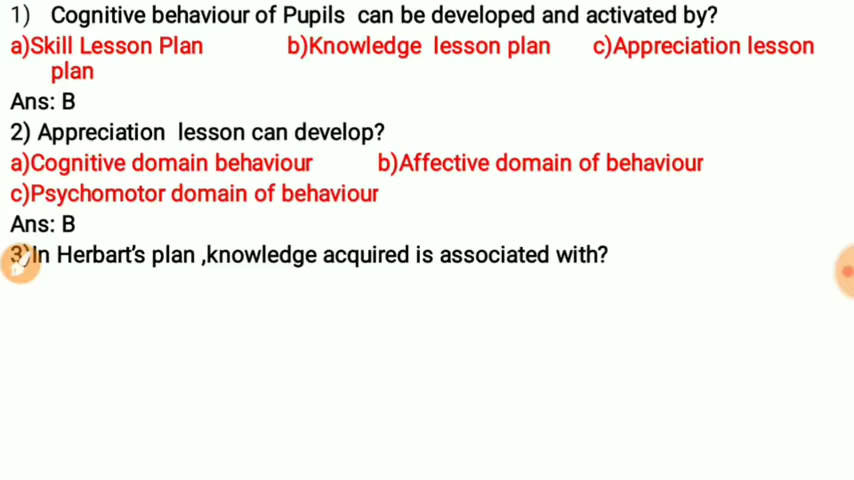 1) Cognitive behaviour of Pupils can be developed and activated by?
a)Skill Lesson Plan b)Knowledge lesson plan c)Appreciation lesson
plan
Ans: B
2) Appreciation lesson can develop?
a)Cognitive domain behaviour b)Affective domain of behaviour
c)Psychomotor domain of behaviour
Ans: B
3)In Herbart's plan ,knowledge acquired is associated with?